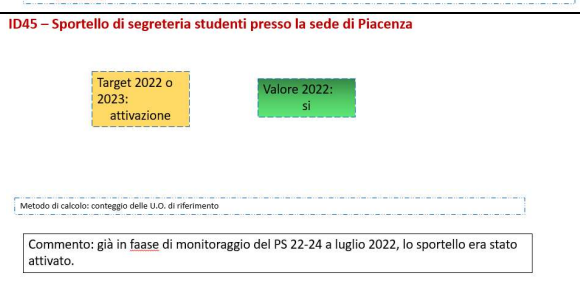 ID45 – Sportello di segreteria studenti presso la sede di Piacenza
Target 2022 o
2023:
attivazione
Valore 2022:
si
Metodo di calcolo: conteggio delle U.O. di riferimento
Commento: già in faase di monitoraggio del PS 22-24 a luglio 2022, lo sportello era stato
attivato.